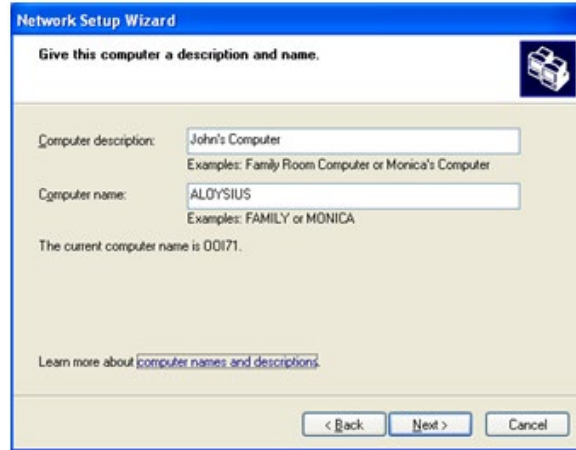 Network Setup Wizard
Give this computer a description and name.
Computer description: John's Computer
Examples: Family Room Computer or Monica's Computer
Computer name: ALOYSIUS
Examples: FAMILY or MONICA
The current computer name is OOI71.
Learn more about computer names and descriptions.
< Back Next > Cancel